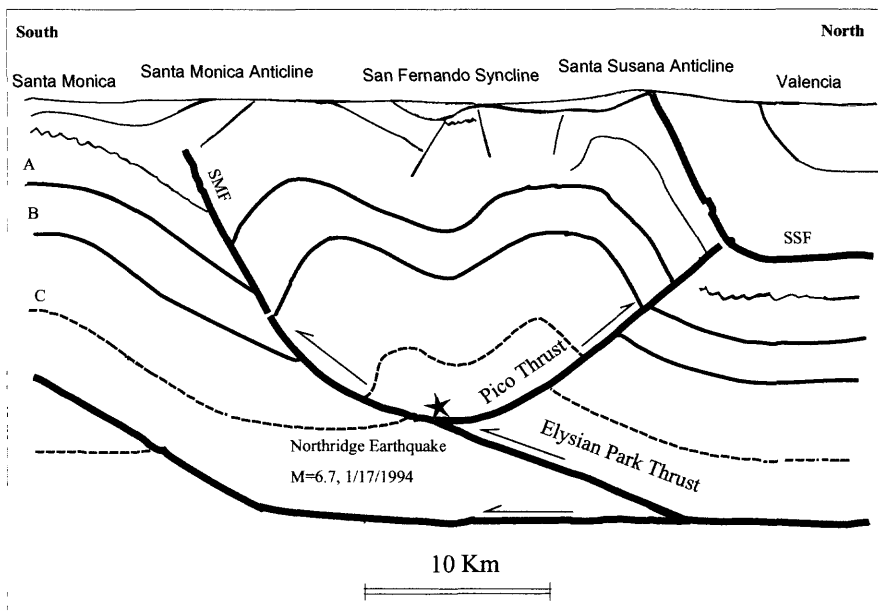 South
North
Santa Monica
Santa Monica Anticline
San Fernando Syncline
Santa Susana Anticline
Valencia
A
SMF
B
SSF
C
Pico Thrust
Elysian Park Thrust
Northridge Earthquake
M=6.7, 1/17/1994
10 Km